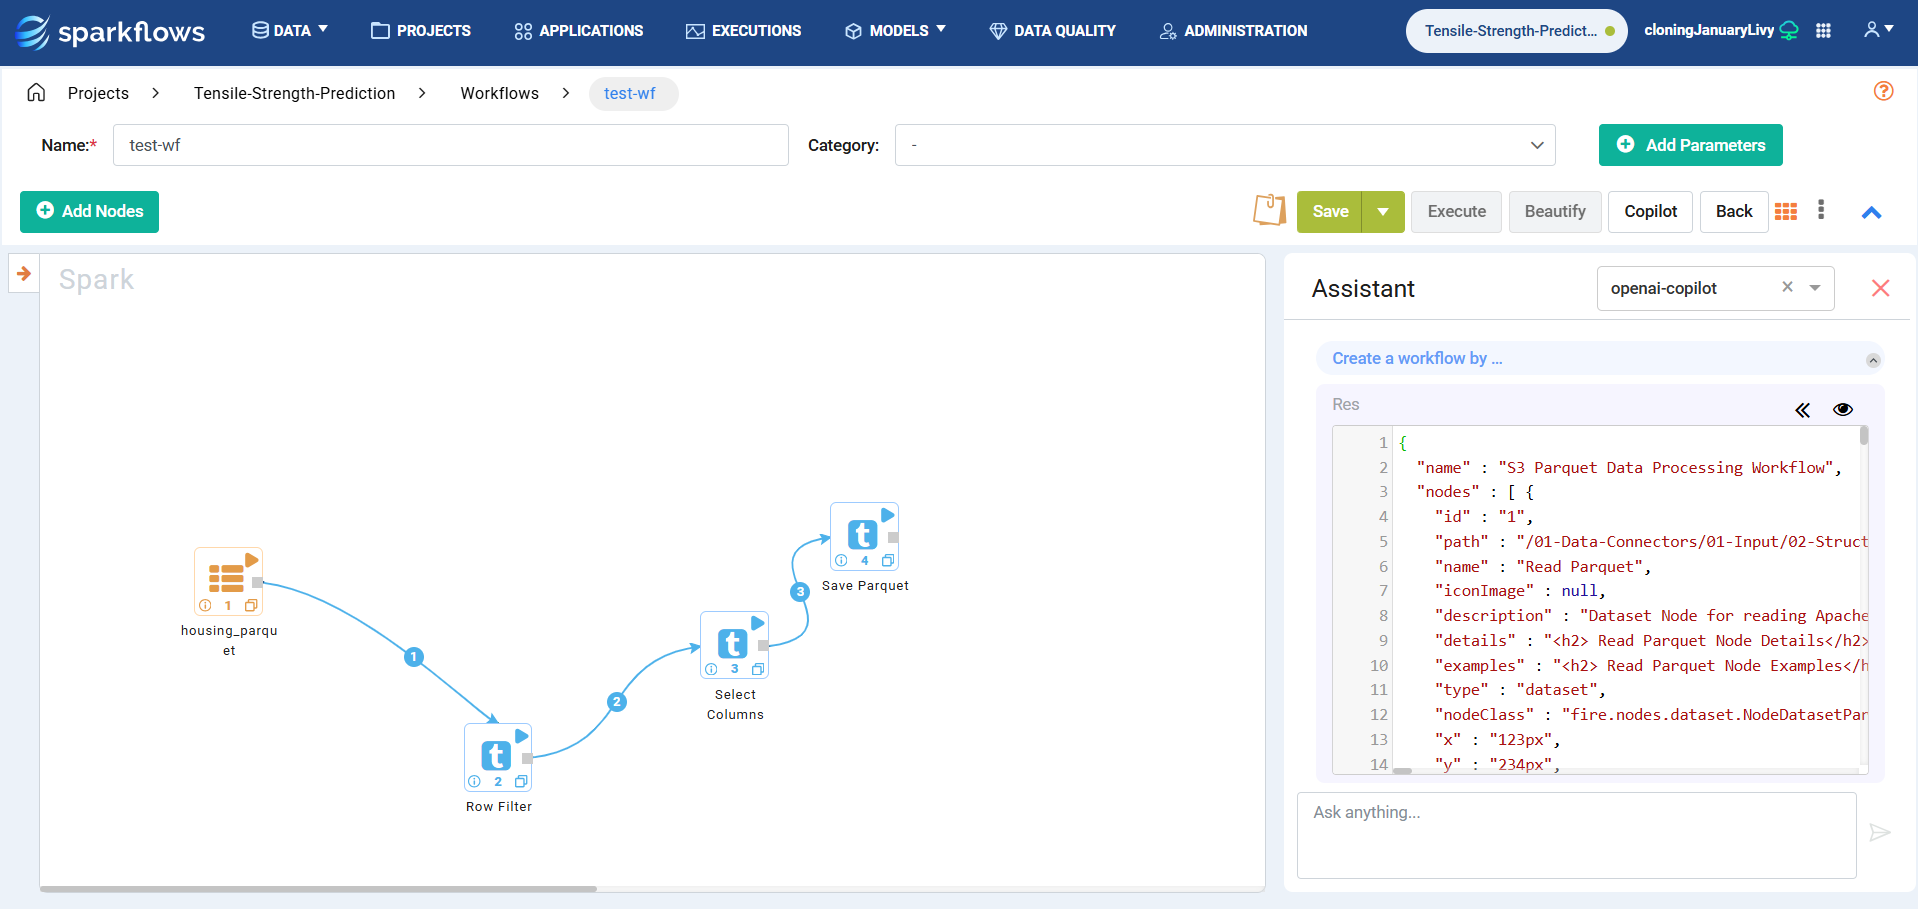 sparkflows
DATA
PROJECTS
APPLICATIONS
EXECUTIONS
MODELS
DATA QUALITY
ADMINISTRATION
Tensile-Strength-Predict...
cloningJanuaryLivy
Projects > Tensile-Strength-Prediction > Workflows > test-wf
Name:* test-wf
Category: -
Add Parameters
Add Nodes
Save
Execute
Beautify
Copilot
Back
Spark
1
housing_parqu
et
1
2
Row Filter
2
3
Select
Columns
3
4
Save Parquet
Assistant
openai-copilot
Create a workflow by ...
Res
1 {
2 "name" : "S3 Parquet Data Processing Workflow",
3 "nodes" : [ {
4 "id" : "1",
5 "path" : "/01-Data-Connectors/01-Input/02-Struct
6 "name" : "Read Parquet",
7 "iconImage" : null,
8 "description" : "Dataset Node for reading Apache
9 "details" : "<h2> Read Parquet Node Details</h2>
10 "examples" : "<h2> Read Parquet Node Examples</h
11 "type" : "dataset",
12 "nodeClass" : "fire.nodes.dataset.NodeDatasetPar
13 "x" : "123px",
14 "y" : "234px",
Ask anything...